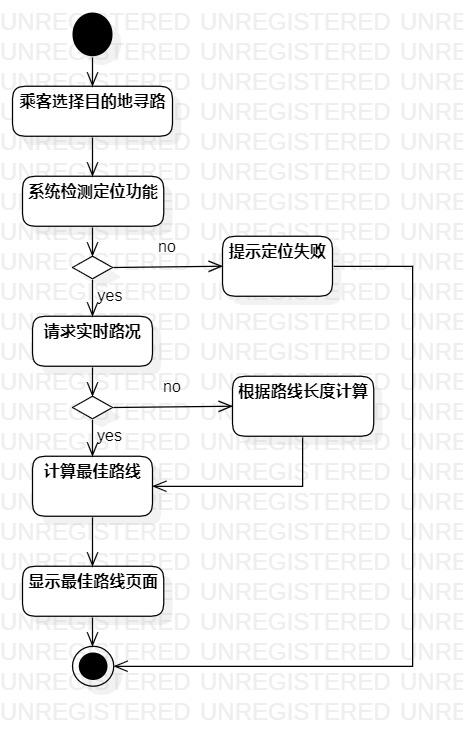 乘客选择目的地寻路
系统检测定位功能
no
提示定位失败
yes
请求实时路况
no
根据路线长度计算
yes
计算最佳路线
显示最佳路线页面
UNREGISTERED